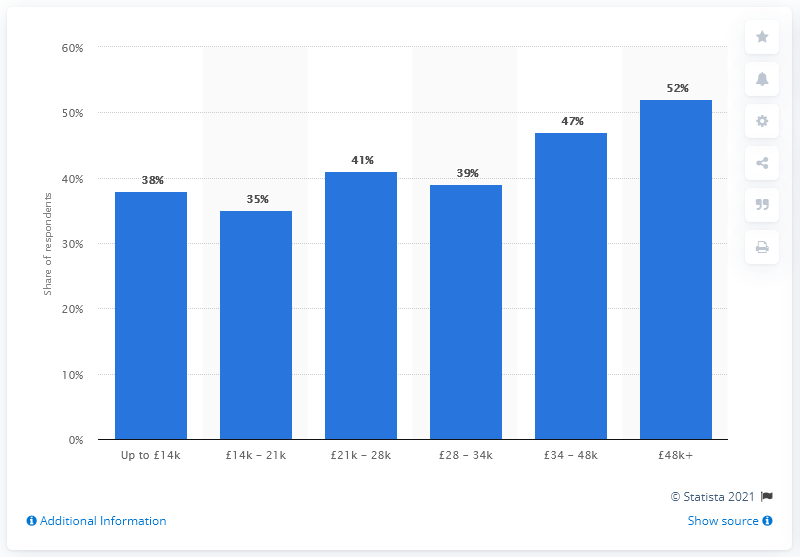 60%
50%
40%
30%
20%
10%
0%
Share of respondents
38%
35%
41%
39%
47%
52%
Up to £14k
£14k – 21k
£21k – 28k
£28 – 34k
£34 – 48k
£48k+
© Statista 2021
Additional Information
Show source